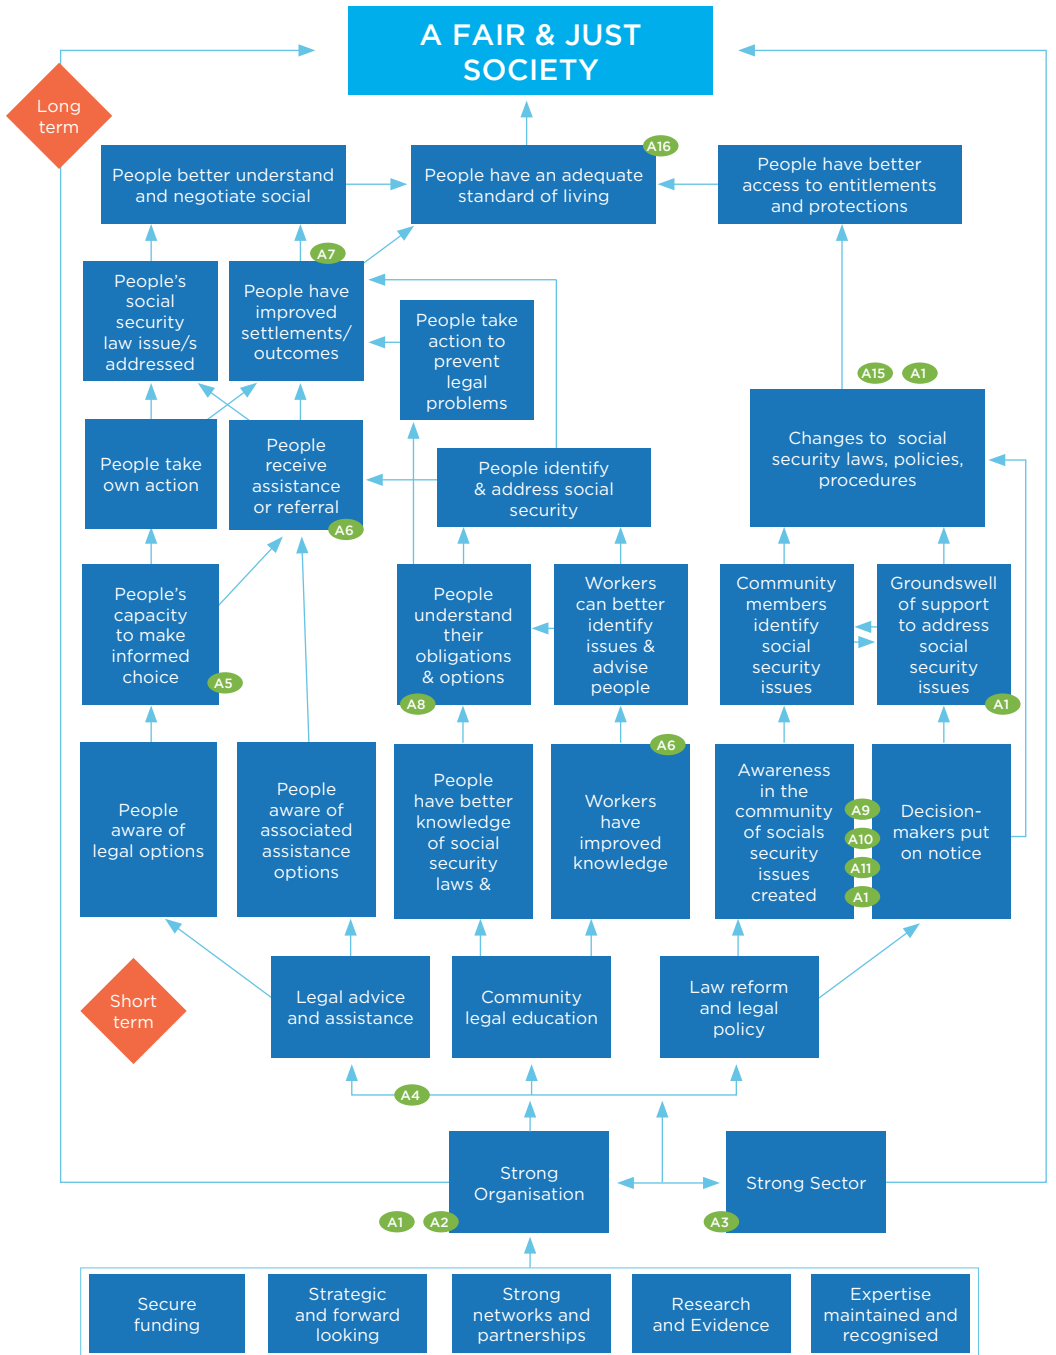 A FAIR & JUST
SOCIETY
Long
term
A16
People better understand
and negotiate social
People have an adequate
standard of living
People have better
access to entitlements
and protections
A7
People's
social
security
law issue/s
addressed
People have
improved
settlements/
outcomes
People take
action to
prevent
legal
problems
A15
A1
Changes to social
security laws, policies,
procedures
People take
own action
People
receive
assistance
or referral
A6
People identify
& address social
security
People's
capacity
to make
informed
choice
A5
People
understand
their
obligations
& options
A8
Workers
can better
identify
issues &
advise
people
Community
members
identify
social
security
issues
Groundswell
of support
to address
social
security
issues
A1
People
aware of
legal options
People
aware of
associated
assistance
options
People
have better
knowledge
of social
security
laws &
A6
Workers
have
improved
knowledge
Awareness
in the
community
of socials
security
issues
created
A9
A10
A11
A1
Decision-
makers put
on notice
Short
term
Legal advice
and assistance
Community
legal education
Law reform
and legal
policy
A4
Strong
Organisation
A1
A2
Strong Sector
A3
Secure
funding
Strategic
and forward
looking
Strong
networks and
partnerships
Research
and Evidence
Expertise
maintained and
recognised